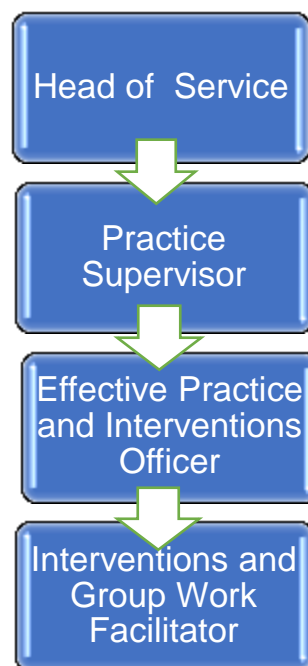 Head of  Service
Practice
Supervisor
Effective Practice
and Interventions
Officer
Interventions and
Group Work
Facilitator